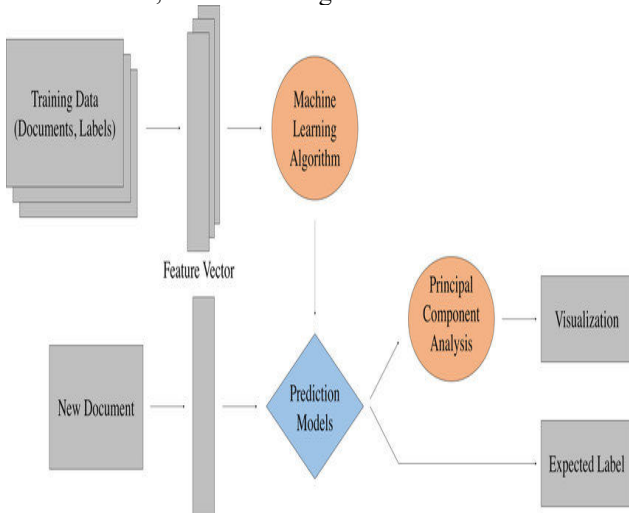 Training Data
(Documents, Labels)
Machine
Learning
Algorithm
Feature Vector
Principal
Component
Analysis
Visualization
New Document
Prediction
Models
Expected Label